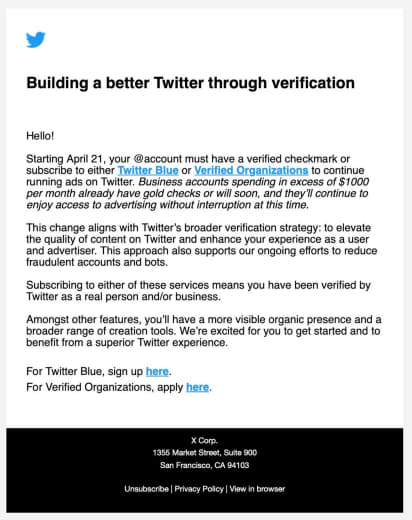 Building a better Twitter through verification
Hello!
Starting April 21, your @account must have a verified checkmark or
subscribe to either Twitter Blue or Verified Organizations to continue
running ads on Twitter. Business accounts spending in excess of $1000
per month already have gold checks or will soon, and they’ll continue to
enjoy access to advertising without interruption at this time.
This change aligns with Twitter’s broader verification strategy: to elevate
the quality of content on Twitter and enhance your experience as a user
and advertiser. This approach also supports our ongoing efforts to reduce
fraudulent accounts and bots.
Subscribing to either of these services means you have been verified by
Twitter as a real person and/or business.
Amongst other features, you’ll have a more visible organic presence and a
broader range of creation tools. We’re excited for you to get started and to
benefit from a superior Twitter experience.
For Twitter Blue, sign up here.
For Verified Organizations, apply here.
X Corp.
1355 Market Street, Suite 900
San Francisco, CA 94103
Unsubscribe | Privacy Policy | View in browser